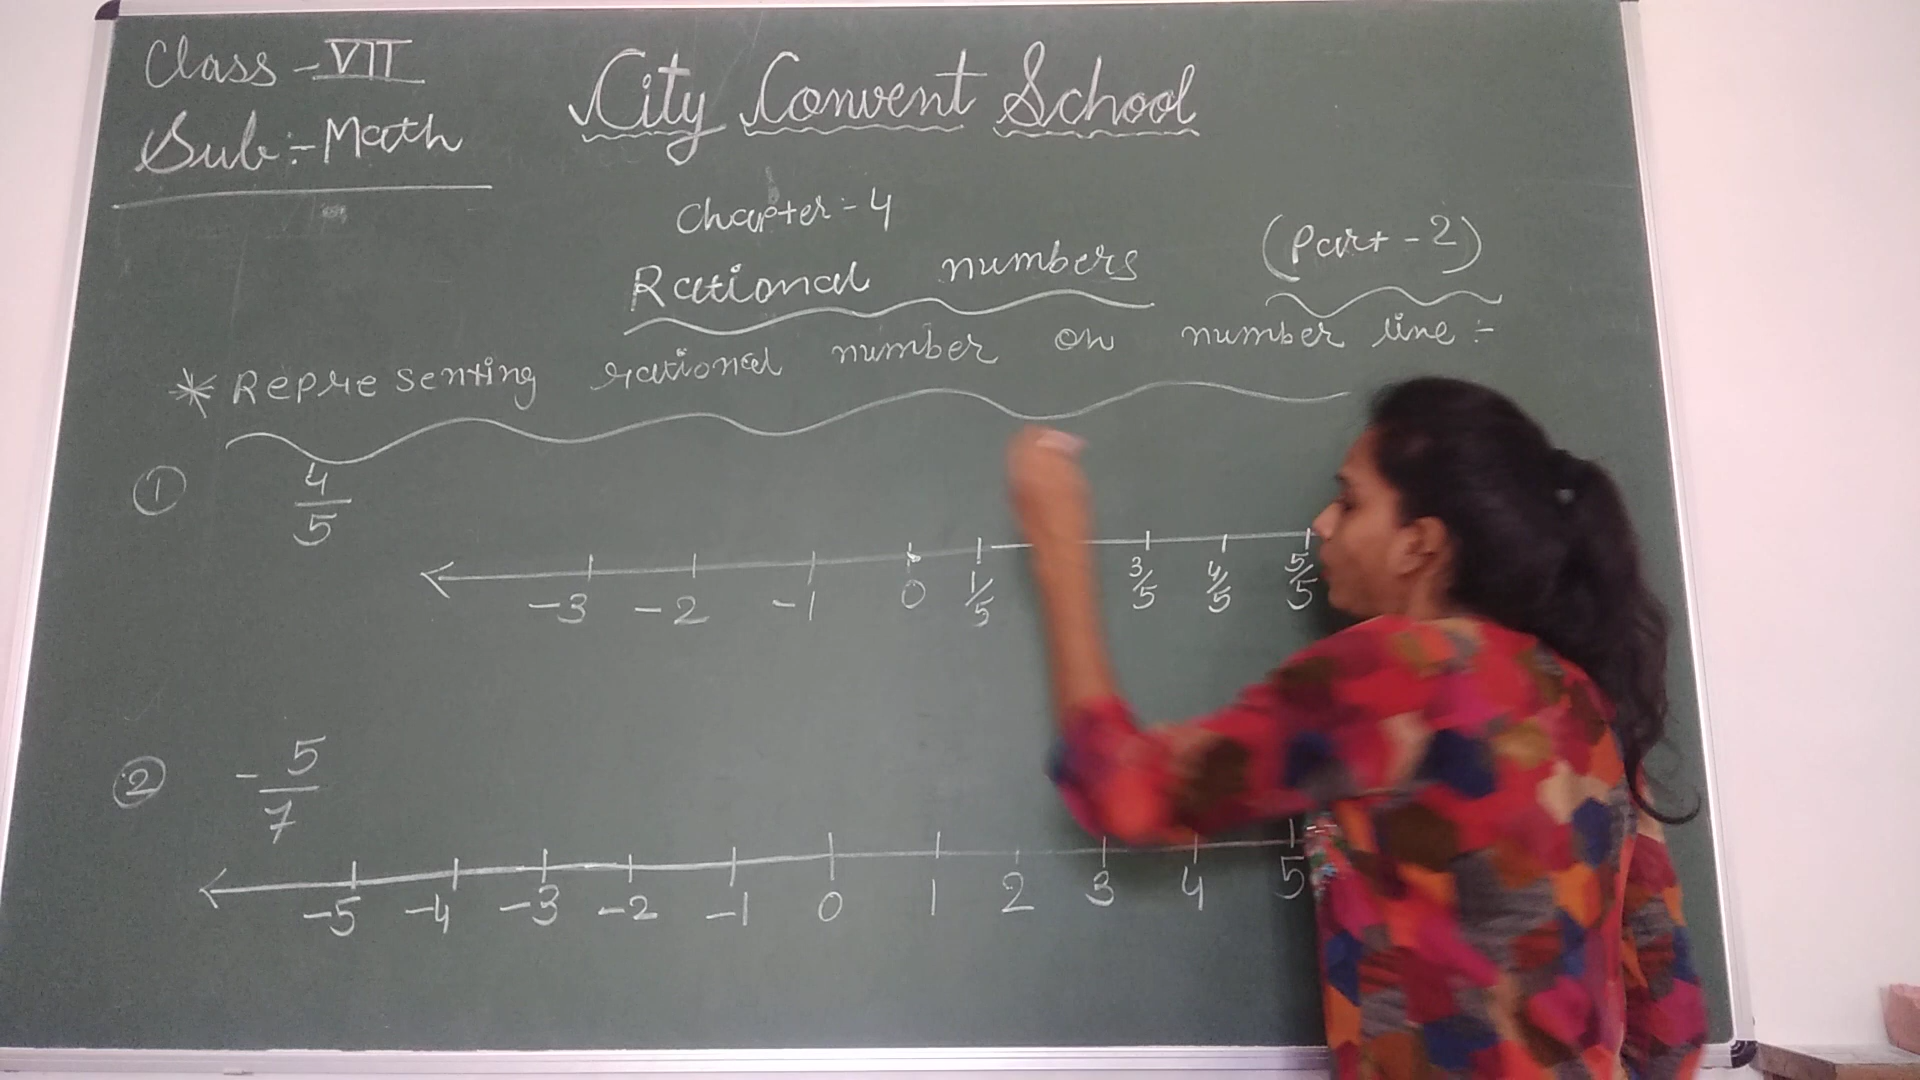 Class - VII
Sub :- Math
City Convent School
Chapter - 4
Rational numbers (Part - 2)
* Representing rational number on number line :-
① 4/5
-3 -2 -1 0 1/5 3/5 4/5 5/5
② - 5/7
-5 -4 -3 -2 -1 0 1 2 3 4 5